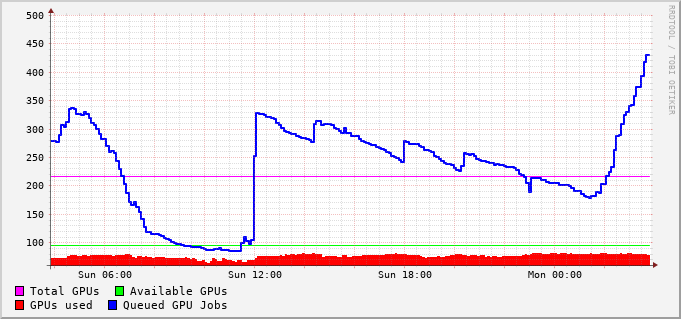 500
450
400
350
300
250
200
150
100
Sun 06:00 Sun 12:00 Sun 18:00 Mon 00:00
Total GPUs Available GPUs
GPUs used Queued GPU Jobs
RRDTOOL / TOBI OETIKER